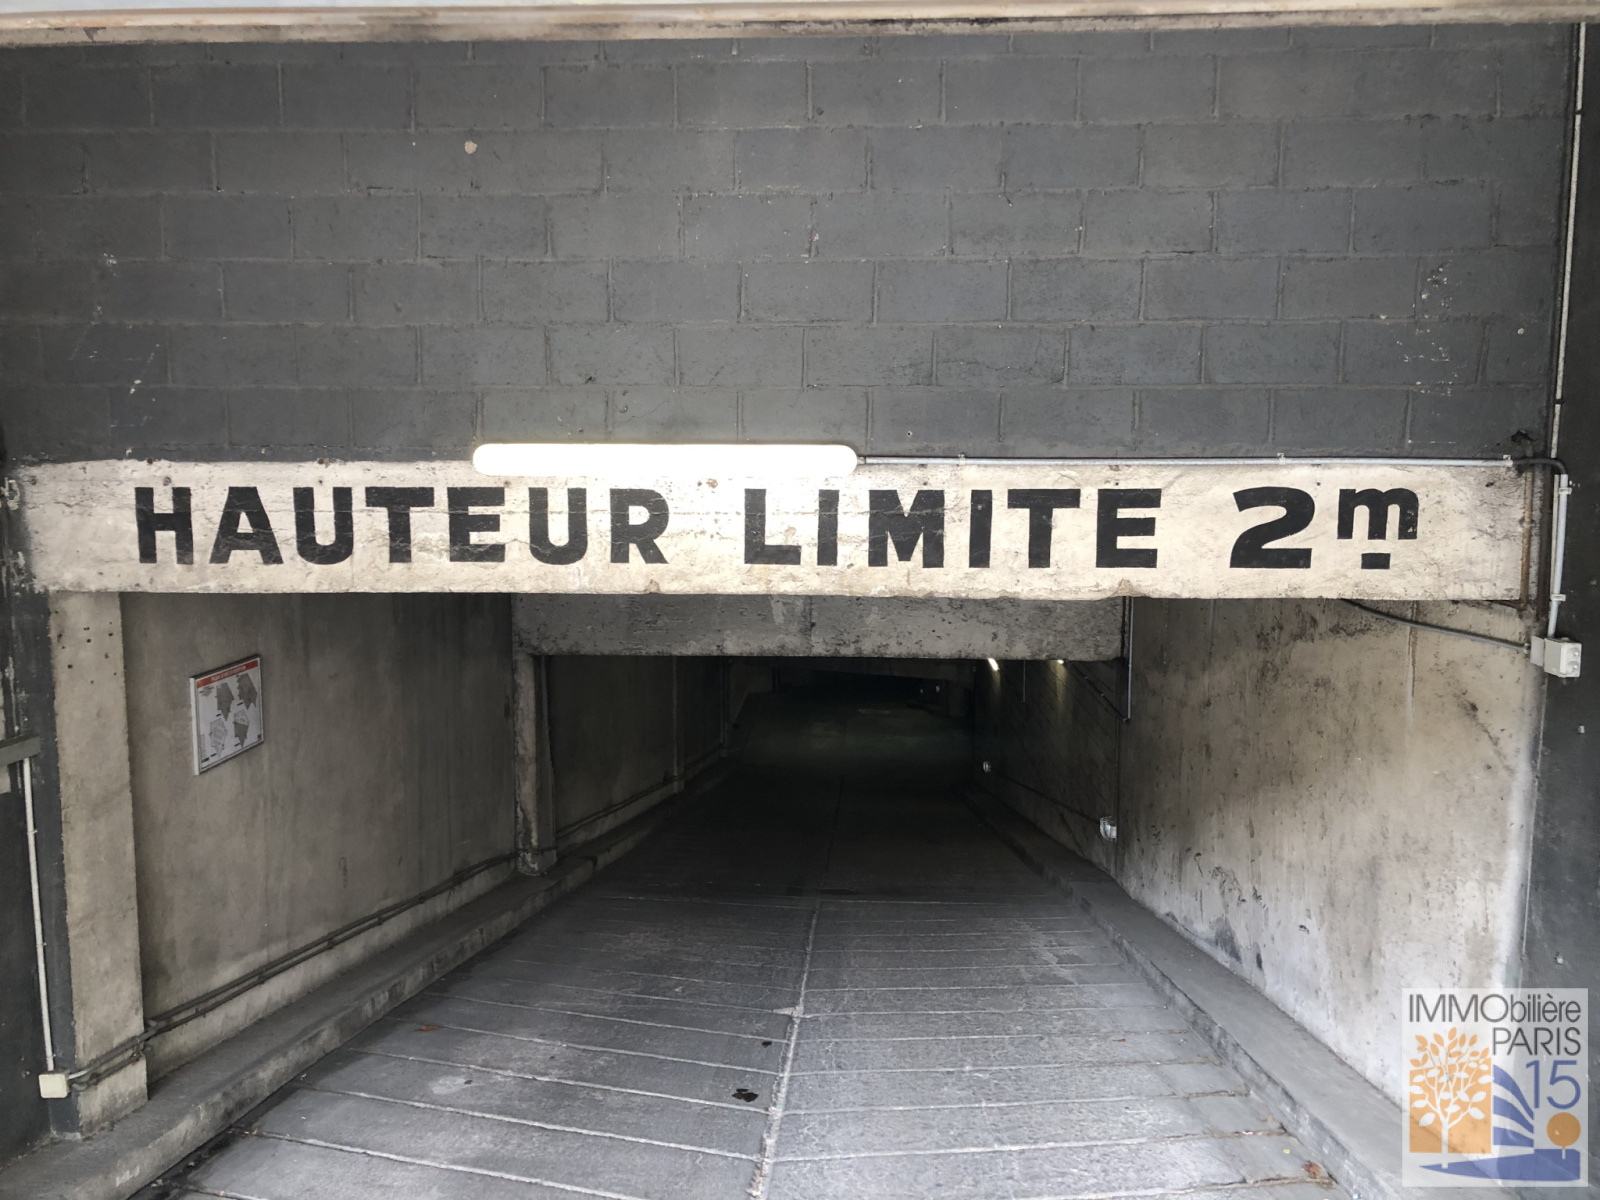 HAUTEUR LIMITE 2m
IMMObilière
PARIS
15